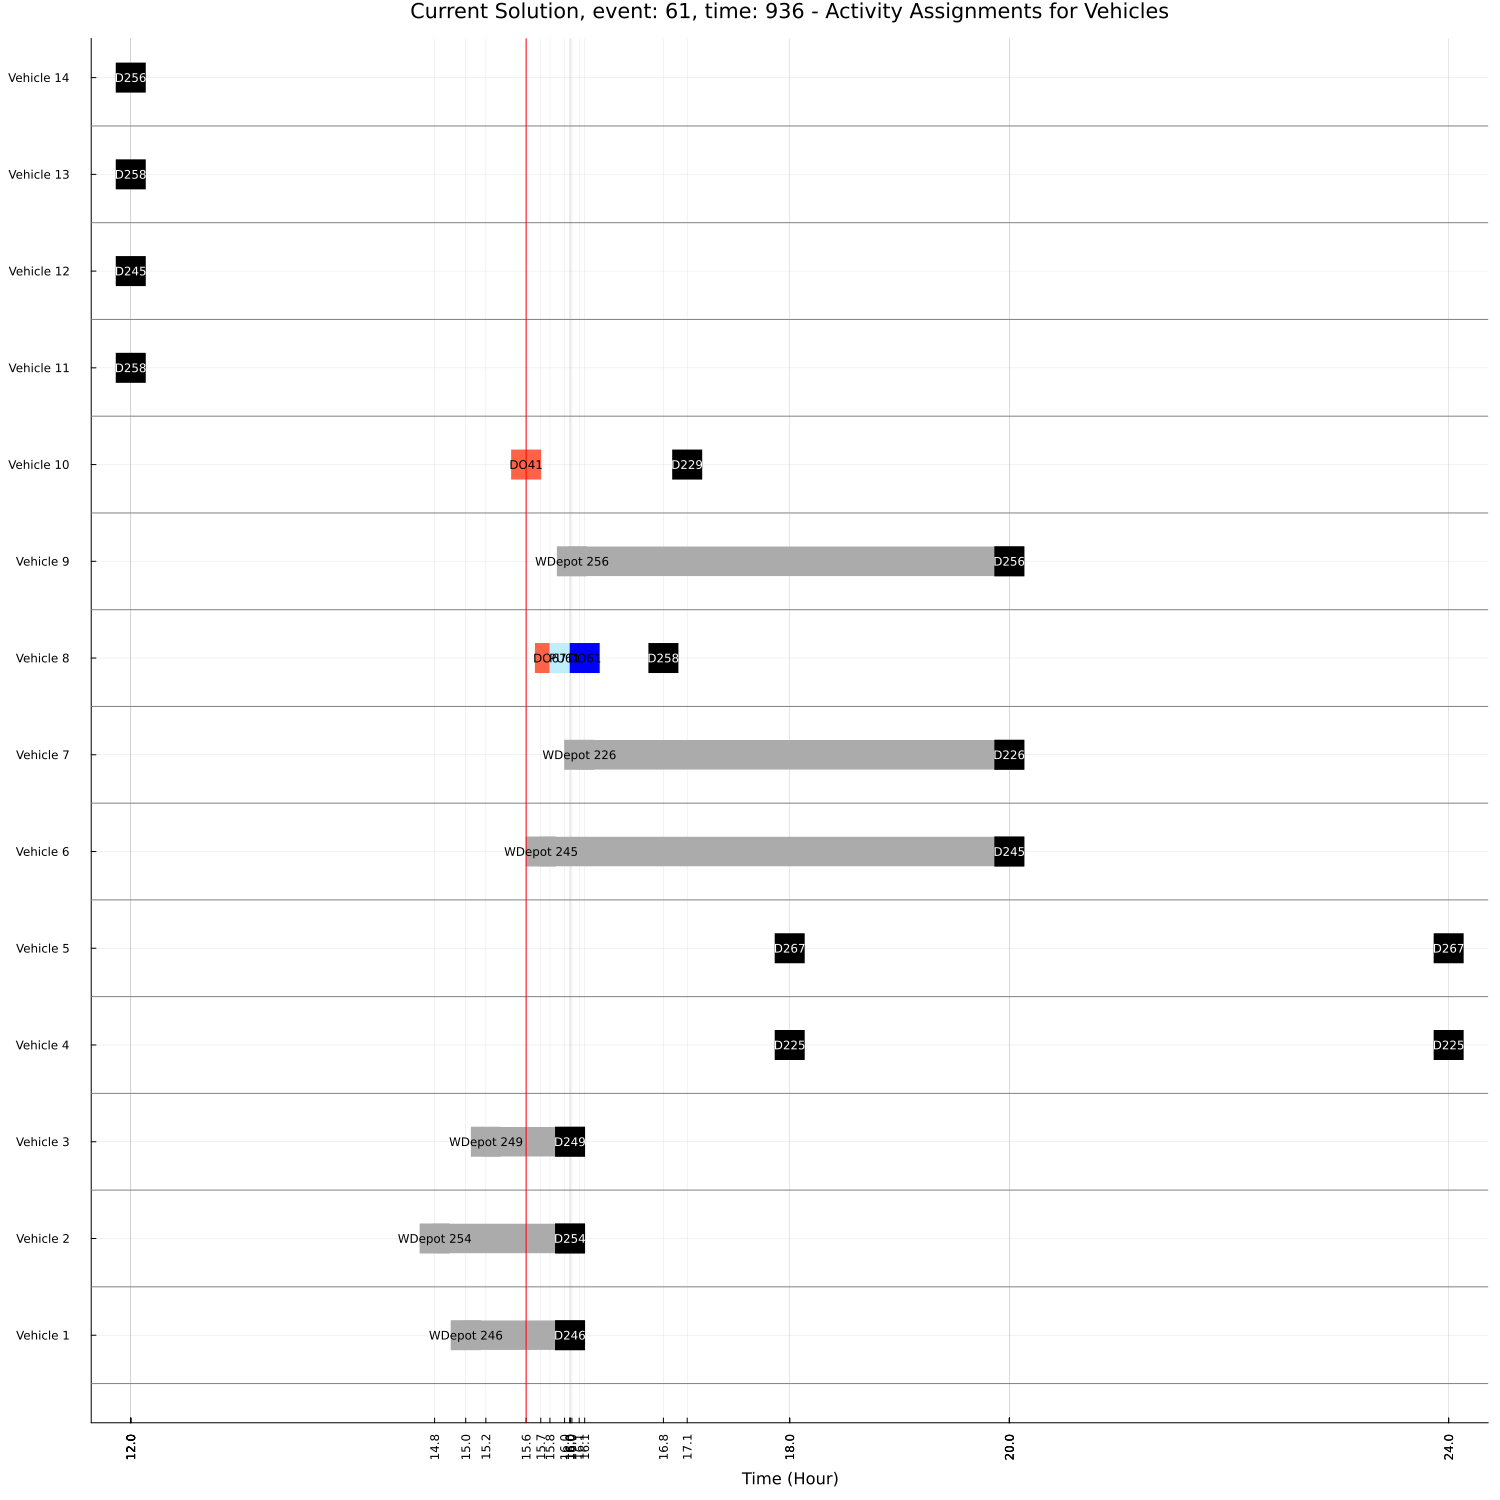 Current Solution, event: 61, time: 936 - Activity Assignments for Vehicles
Vehicle 14 D256
Vehicle 13 D258
Vehicle 12 D245
Vehicle 11 D258
Vehicle 10 DO41 D229
Vehicle 9 WDepot 256 D256
Vehicle 8 D258
Vehicle 7 WDepot 226 D226
Vehicle 6 WDepot 245 D245
Vehicle 5 D267 D267
Vehicle 4 D225 D225
Vehicle 3 WDepot 249 D249
Vehicle 2 WDepot 254 D254
Vehicle 1 WDepot 246 D246
12.0 14.8 15.0 15.2 15.6 15.7 15.8 16.1 16.8 17.1 18.0 20.0 24.0
Time (Hour)